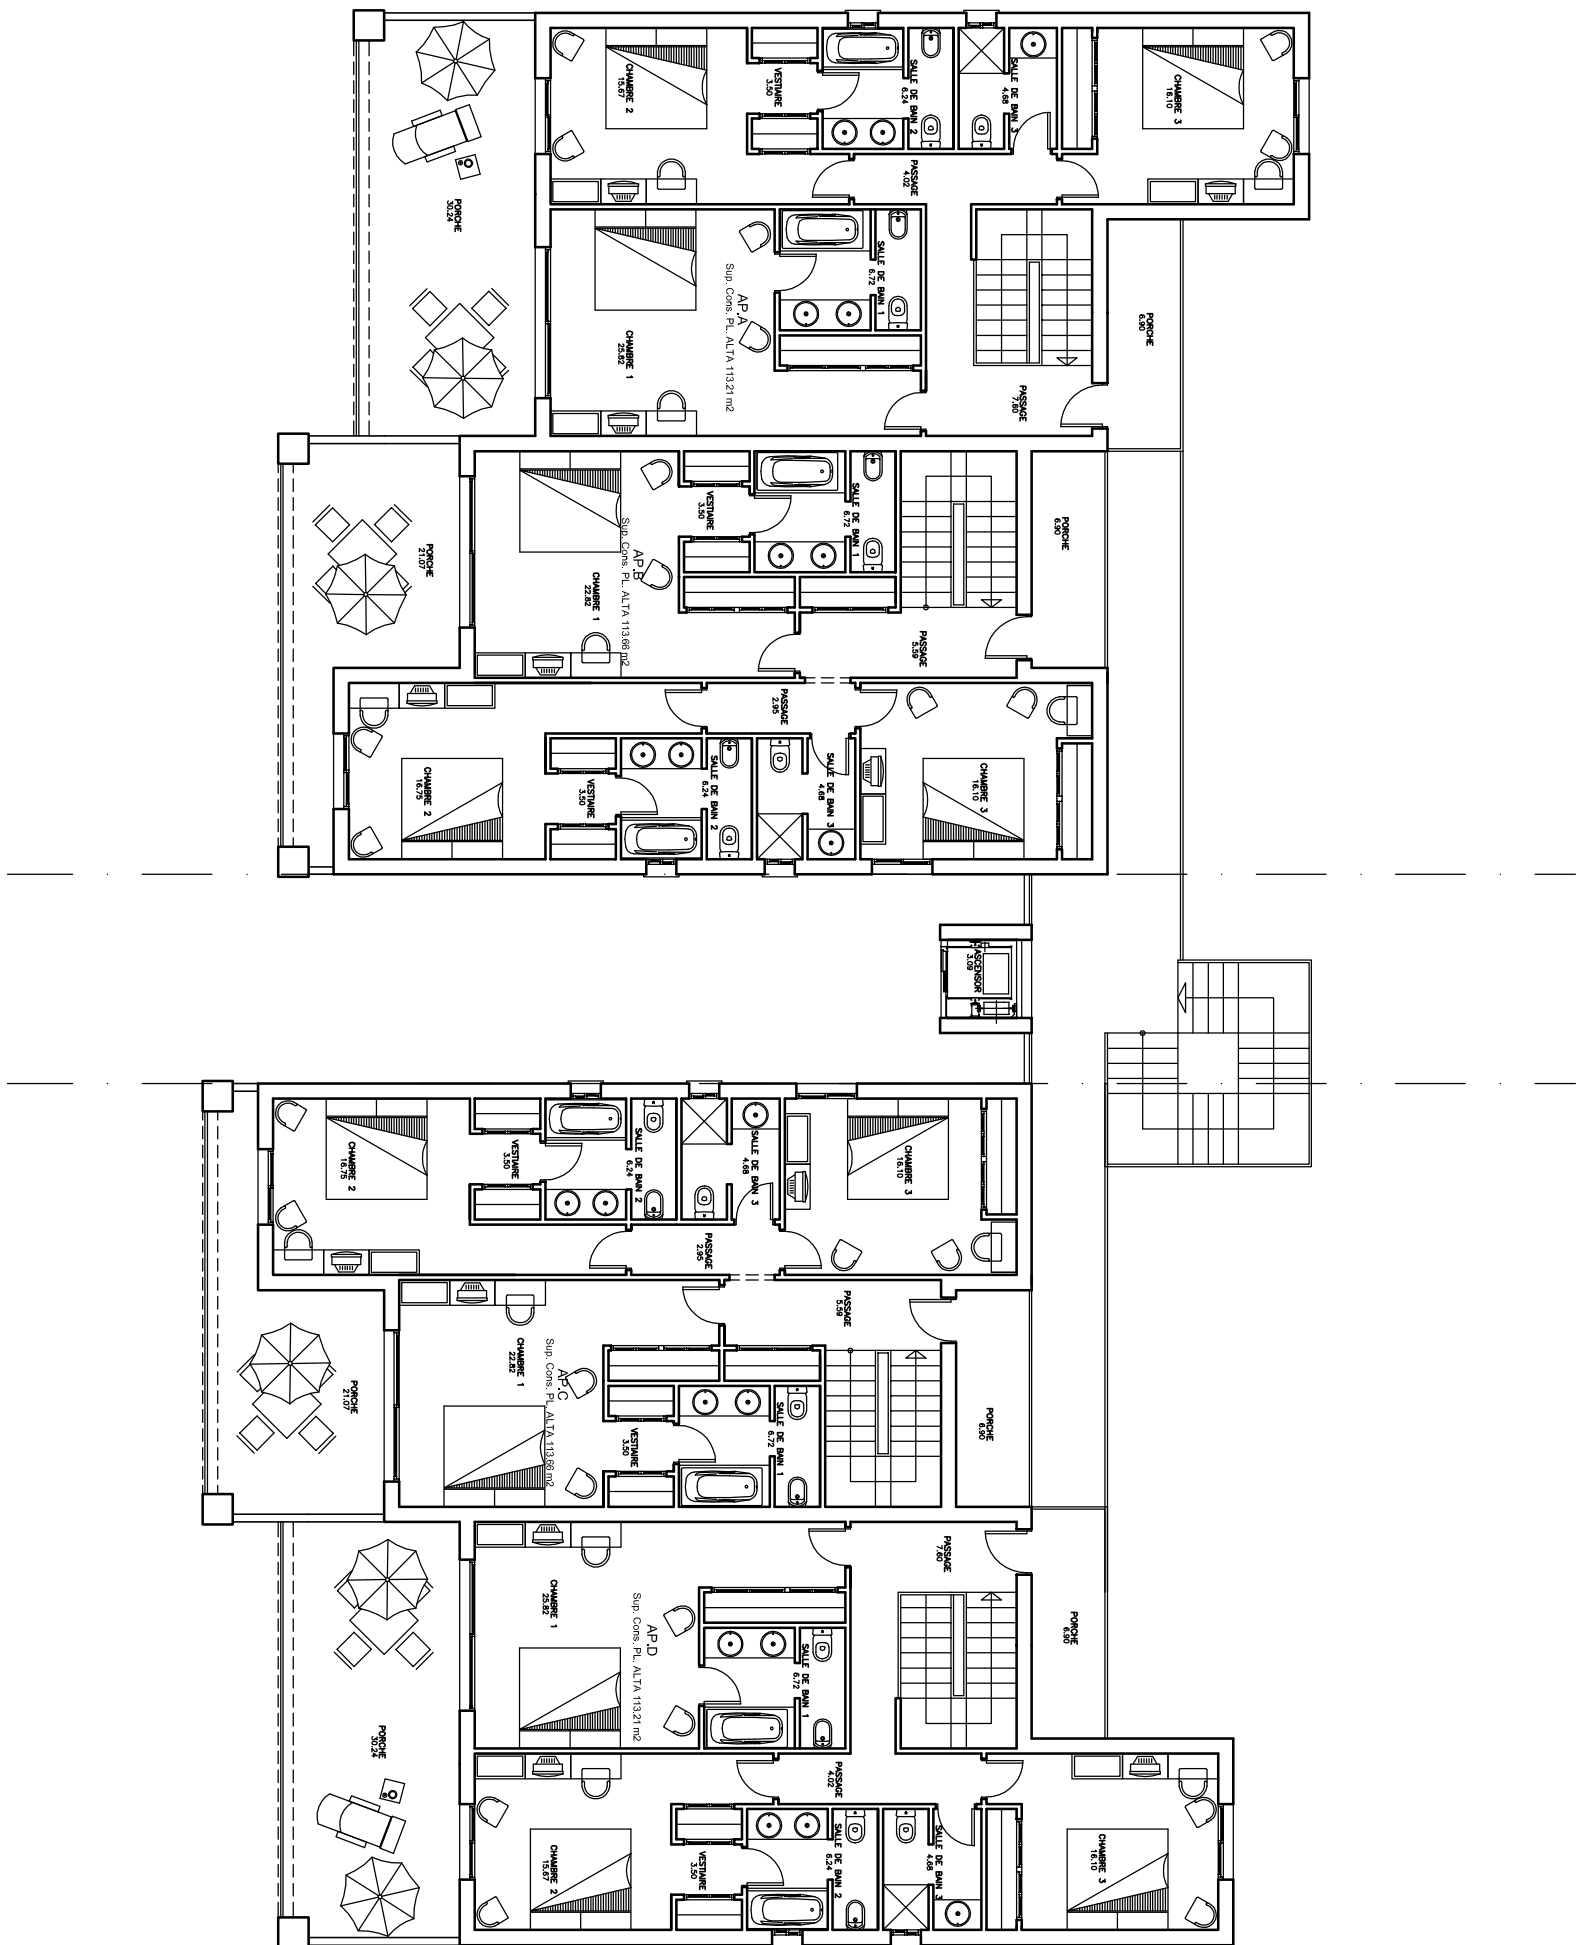 CHAMBRE 2
15.67
VESTIAIRE
3.50
SALLE DE BAIN 2
6.24
SALLE DE BAIN 3
4.68
CHAMBRE 3
16.10
PASSAGE
4.02
PORCHE
30.24
CHAMBRE 1
25.82
AP.A
Sup. Cons. PL. ALTA 113.21 m2
SALLE DE BAIN 1
6.72
PASSAGE
7.60
PORCHE
6.90
PORCHE
21.07
CHAMBRE 1
22.82
AP.B
Sup. Cons. PL. ALTA 113.66 m2
VESTIAIRE
3.50
SALLE DE BAIN 1
6.72
PASSAGE
5.59
PORCHE
6.90
CHAMBRE 2
16.75
VESTIAIRE
3.50
SALLE DE BAIN 2
6.24
PASSAGE
2.95
SALLE DE BAIN 3
4.68
CHAMBRE 3
16.10
ASCENSOR
3.09
CHAMBRE 2
16.75
VESTIAIRE
3.50
SALLE DE BAIN 2
6.24
PASSAGE
2.95
SALLE DE BAIN 3
4.68
CHAMBRE 3
16.10
PORCHE
21.07
CHAMBRE 1
22.82
AP.C
Sup. Cons. PL. ALTA 113.66 m2
VESTIAIRE
3.50
SALLE DE BAIN 1
6.72
PASSAGE
5.59
PORCHE
6.90
CHAMBRE 1
25.82
AP.D
Sup. Cons. PL. ALTA 113.21 m2
SALLE DE BAIN 1
6.72
PASSAGE
7.60
PORCHE
6.90
PORCHE
30.24
CHAMBRE 2
15.67
VESTIAIRE
3.50
SALLE DE BAIN 2
6.24
PASSAGE
4.02
SALLE DE BAIN 3
4.68
CHAMBRE 3
16.10